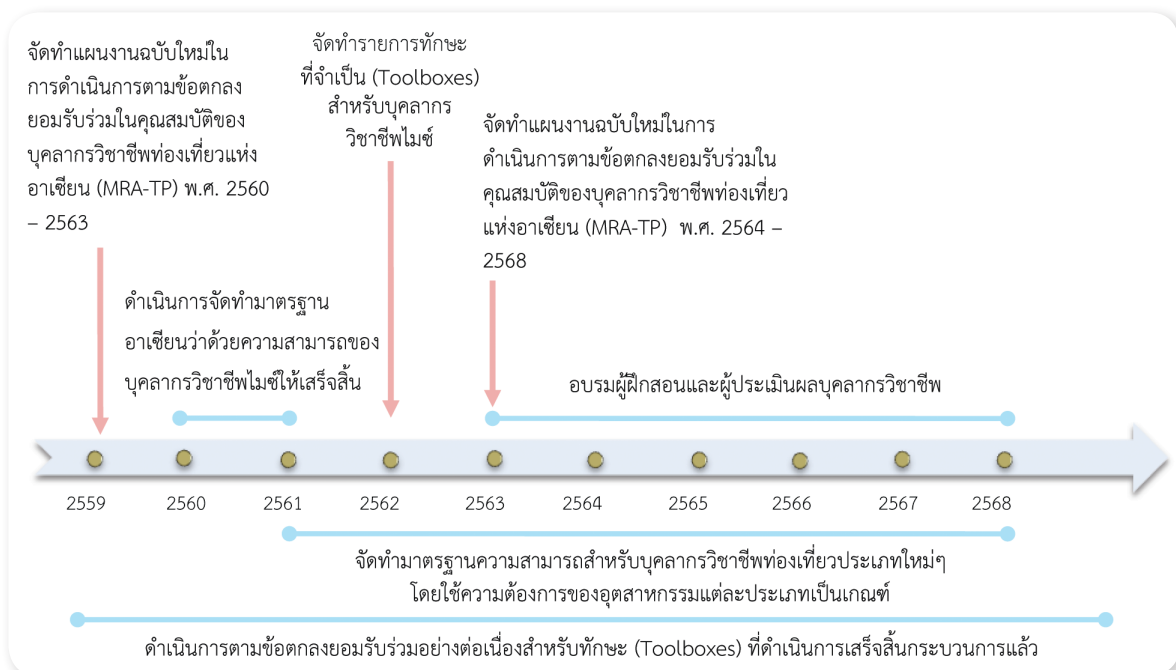 จัดทำแผนงานฉบับใหม่ใน
การดำเนินการตามข้อตกลง
ยอมรับร่วมในคุณสมบัติของ
บุคลากรวิชาชีพท่องเที่ยวแห่ง
อาเซียน (MRA-TP) พ.ศ. 2560
– 2563
จัดทำรายการทักษะ
ที่จำเป็น (Toolboxes)
สำหรับบุคลากร
วิชาชีพไมซ์
จัดทำแผนงานฉบับใหม่ในการ
ดำเนินการตามข้อตกลงยอมรับร่วมใน
คุณสมบัติของบุคลากรวิชาชีพท่องเที่ยว
แห่งอาเซียน (MRA-TP) พ.ศ. 2564 –
2568
ดำเนินการจัดทำมาตรฐาน
อาเซียนว่าด้วยความสามารถของ
บุคลากรวิชาชีพไมซ์ให้เสร็จสิ้น
อบรมผู้ฝึกสอนและผู้ประเมินผลบุคลากรวิชาชีพ
2559 2560 2561 2562 2563 2564 2565 2566 2567 2568
จัดทำมาตรฐานความสามารถสำหรับบุคลากรวิชาชีพท่องเที่ยวประเภทใหม่ๆ
โดยใช้ความต้องการของอุตสาหกรรมแต่ละประเภทเป็นเกณฑ์
ดำเนินการตามข้อตกลงยอมรับร่วมอย่างต่อเนื่องสำหรับทักษะ (Toolboxes) ที่ดำเนินการเสร็จสิ้นกระบวนการแล้ว